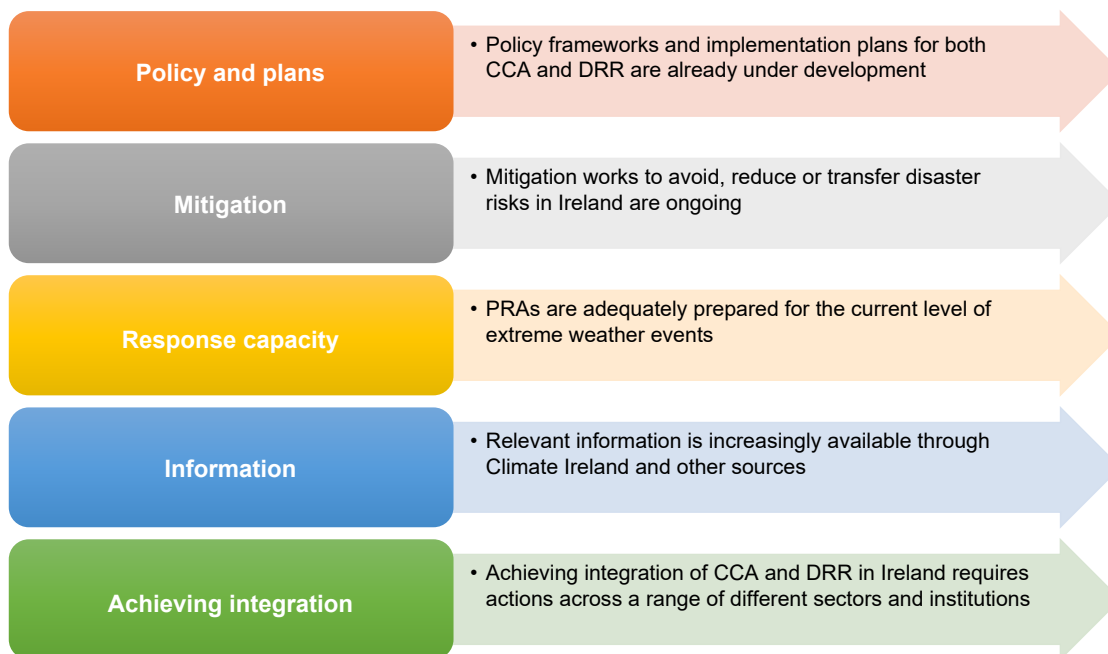 Policy and plans
• Policy frameworks and implementation plans for both
CCA and DRR are already under development
Mitigation
• Mitigation works to avoid, reduce or transfer disaster
risks in Ireland are ongoing
Response capacity
• PRAs are adequately prepared for the current level of
extreme weather events
Information
• Relevant information is increasingly available through
Climate Ireland and other sources
Achieving integration
• Achieving integration of CCA and DRR in Ireland requires
actions across a range of different sectors and institutions